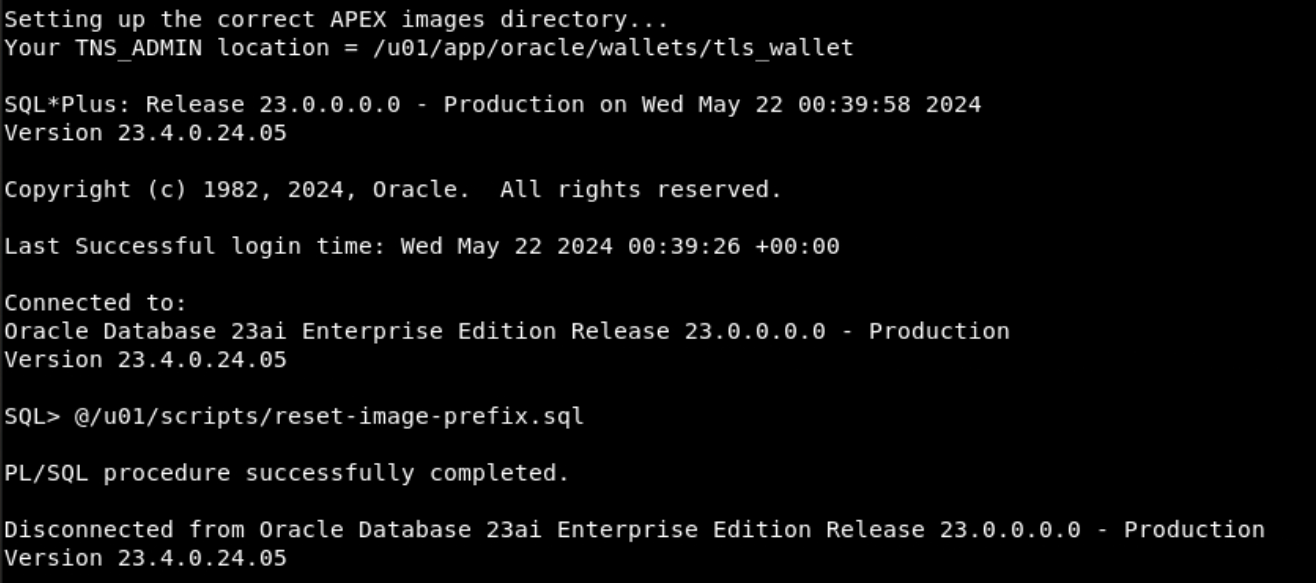 Setting up the correct APEX images directory...
Your TNS_ADMIN location = /u01/app/oracle/wallets/tls_wallet
SQL*Plus: Release 23.0.0.0.0 - Production on Wed May 22 00:39:58 2024
Version 23.4.0.24.05
Copyright (c) 1982, 2024, Oracle.  All rights reserved.
Last Successful login time: Wed May 22 2024 00:39:26 +00:00
Connected to:
Oracle Database 23ai Enterprise Edition Release 23.0.0.0.0 - Production
Version 23.4.0.24.05
SQL> @/u01/scripts/reset-image-prefix.sql
PL/SQL procedure successfully completed.
Disconnected from Oracle Database 23ai Enterprise Edition Release 23.0.0.0.0 - Production
Version 23.4.0.24.05